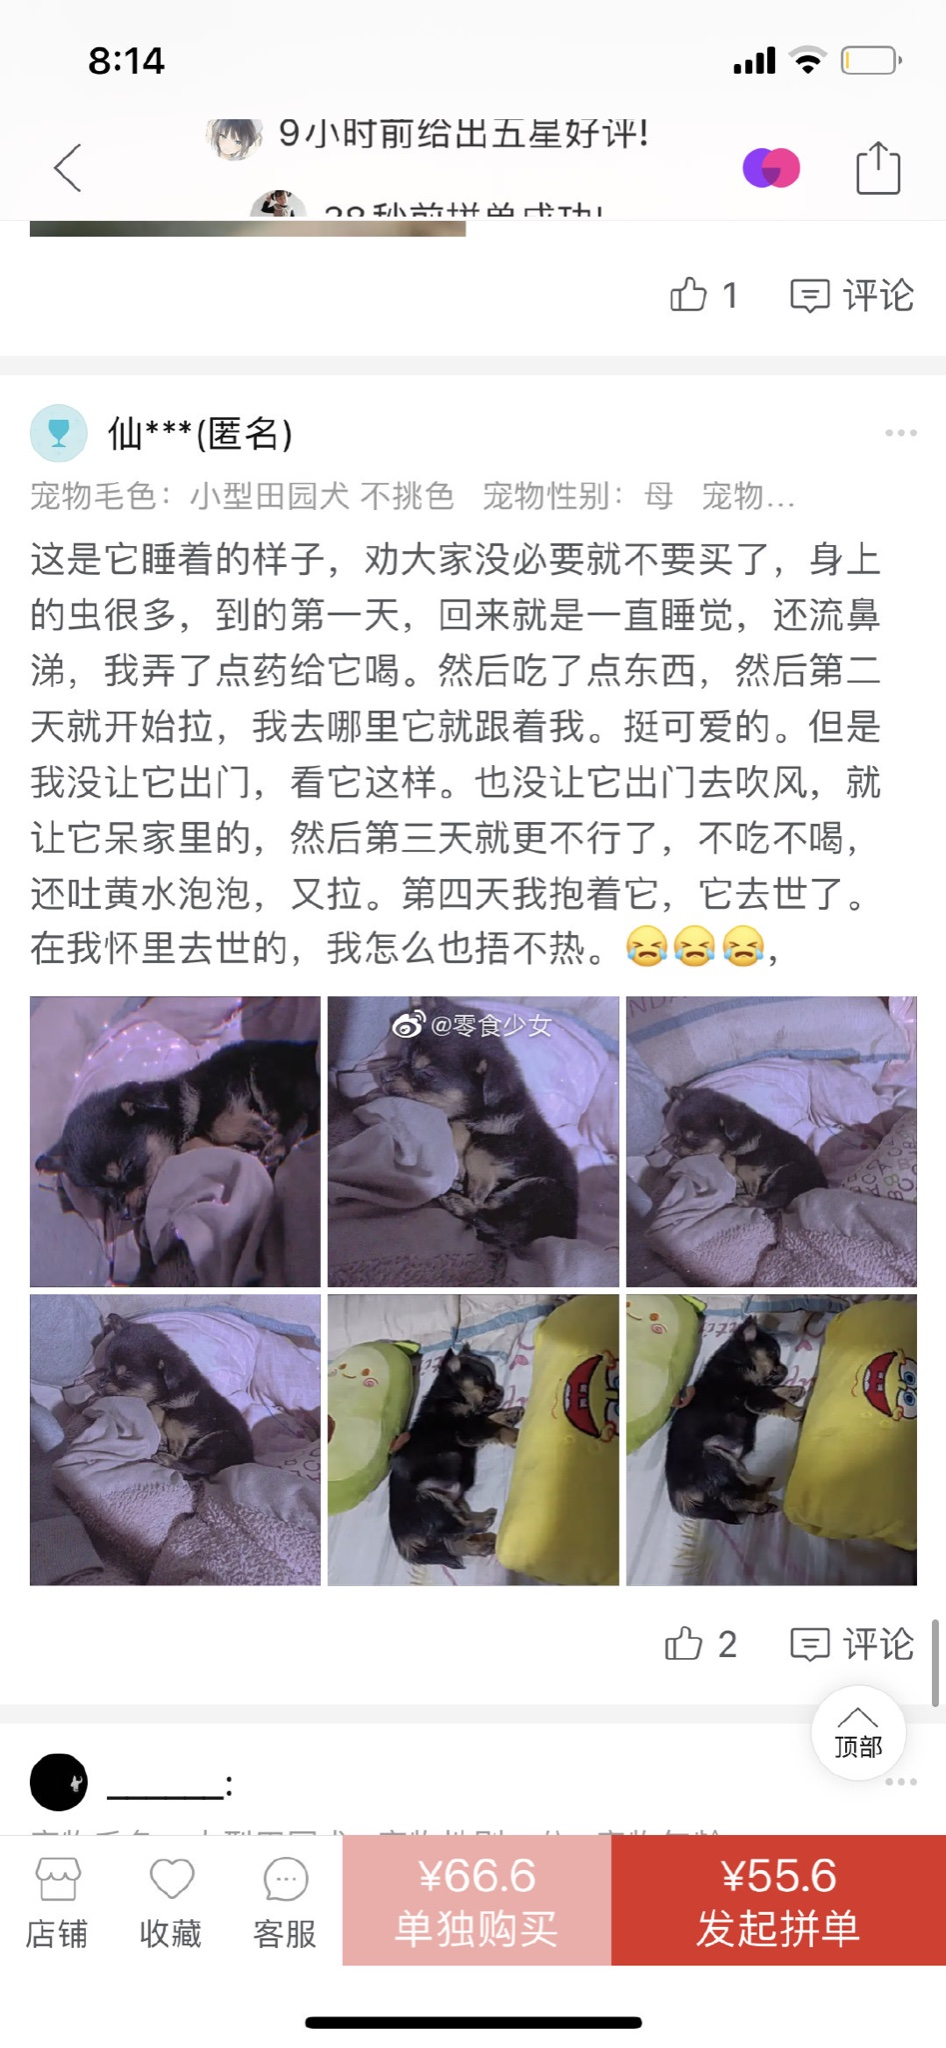 8:14
9小时前给出五星好评!
38秒前拼单成功!
1
评论
仙***(匿名)
宠物毛色：小型田园犬 不挑色 宠物性别：母 宠物...
这是它睡着的样子，劝大家没必要就不要买了，身上
的虫很多，到的第一天，回来就是一直睡觉，还流鼻
涕，我弄了点药给它喝。然后吃了点东西，然后第二
天就开始拉，我去哪里它就跟着我。挺可爱的。但是
我没让它出门，看它这样。也没让它出门去吹风，就
让它呆家里的，然后第三天就更不行了，不吃不喝，
还吐黄水泡泡，又拉。第四天我抱着它，它去世了。
在我怀里去世的，我怎么也捂不热。😭😭😭，
@零食少女
2
评论
顶部
______:
店铺
收藏
客服
¥66.6
单独购买
¥55.6
发起拼单